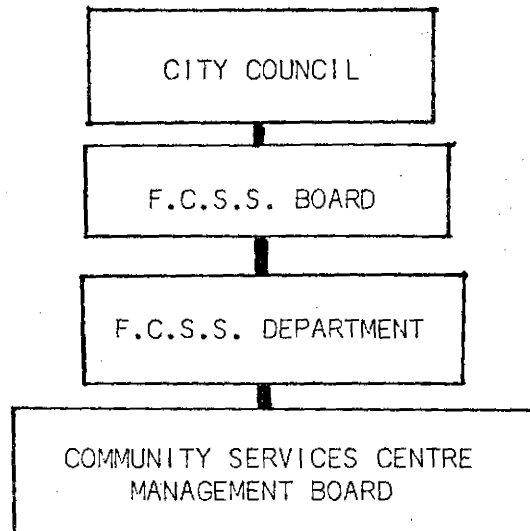 CITY COUNCIL
F.C.S.S. BOARD
F.C.S.S. DEPARTMENT
COMMUNITY SERVICES CENTRE
MANAGEMENT BOARD